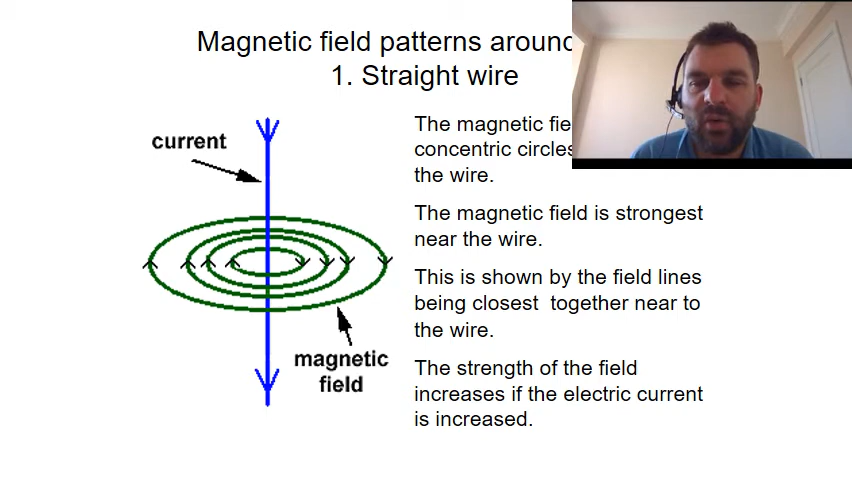 Magnetic field patterns around
1. Straight wire
current
The magnetic
concentric circles
the wire.
The magnetic field is strongest
near the wire.
This is shown by the field lines
being closest together near to
the wire.
magnetic
field
The strength of the field
increases if the electric current
is increased.